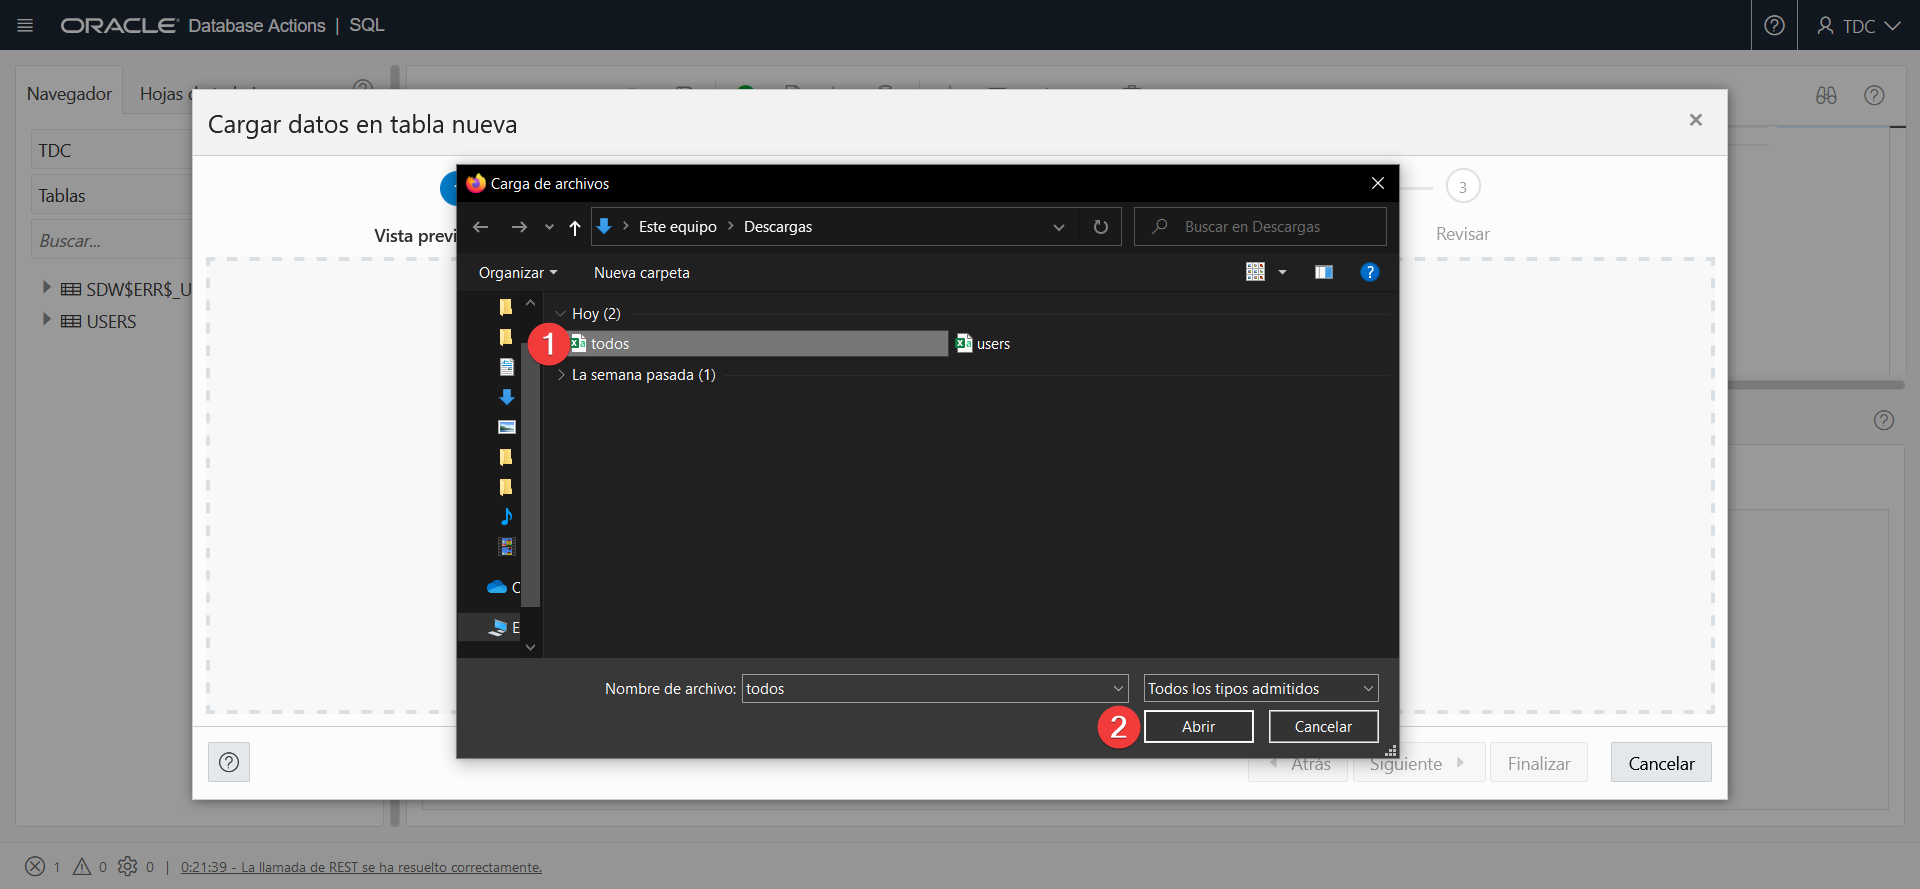 ORACLE Database Actions | SQL
TDC
Navegador
Hojas
Cargar datos en tabla nueva
TDC
Tablas
Buscar...
SDW$ERR$_U
USERS
Vista previ
3
Revisar
Carga de archivos
Este equipo
Descargas
Buscar en Descargas
Organizar
Nueva carpeta
Hoy (2)
1
todos
users
La semana pasada (1)
Nombre de archivo:
todos
Todos los tipos admitidos
2
Abrir
Cancelar
Atrás
Siguiente
Finalizar
Cancelar
1
0
0
|
0:21:39 - La llamada de REST se ha resuelto correctamente.